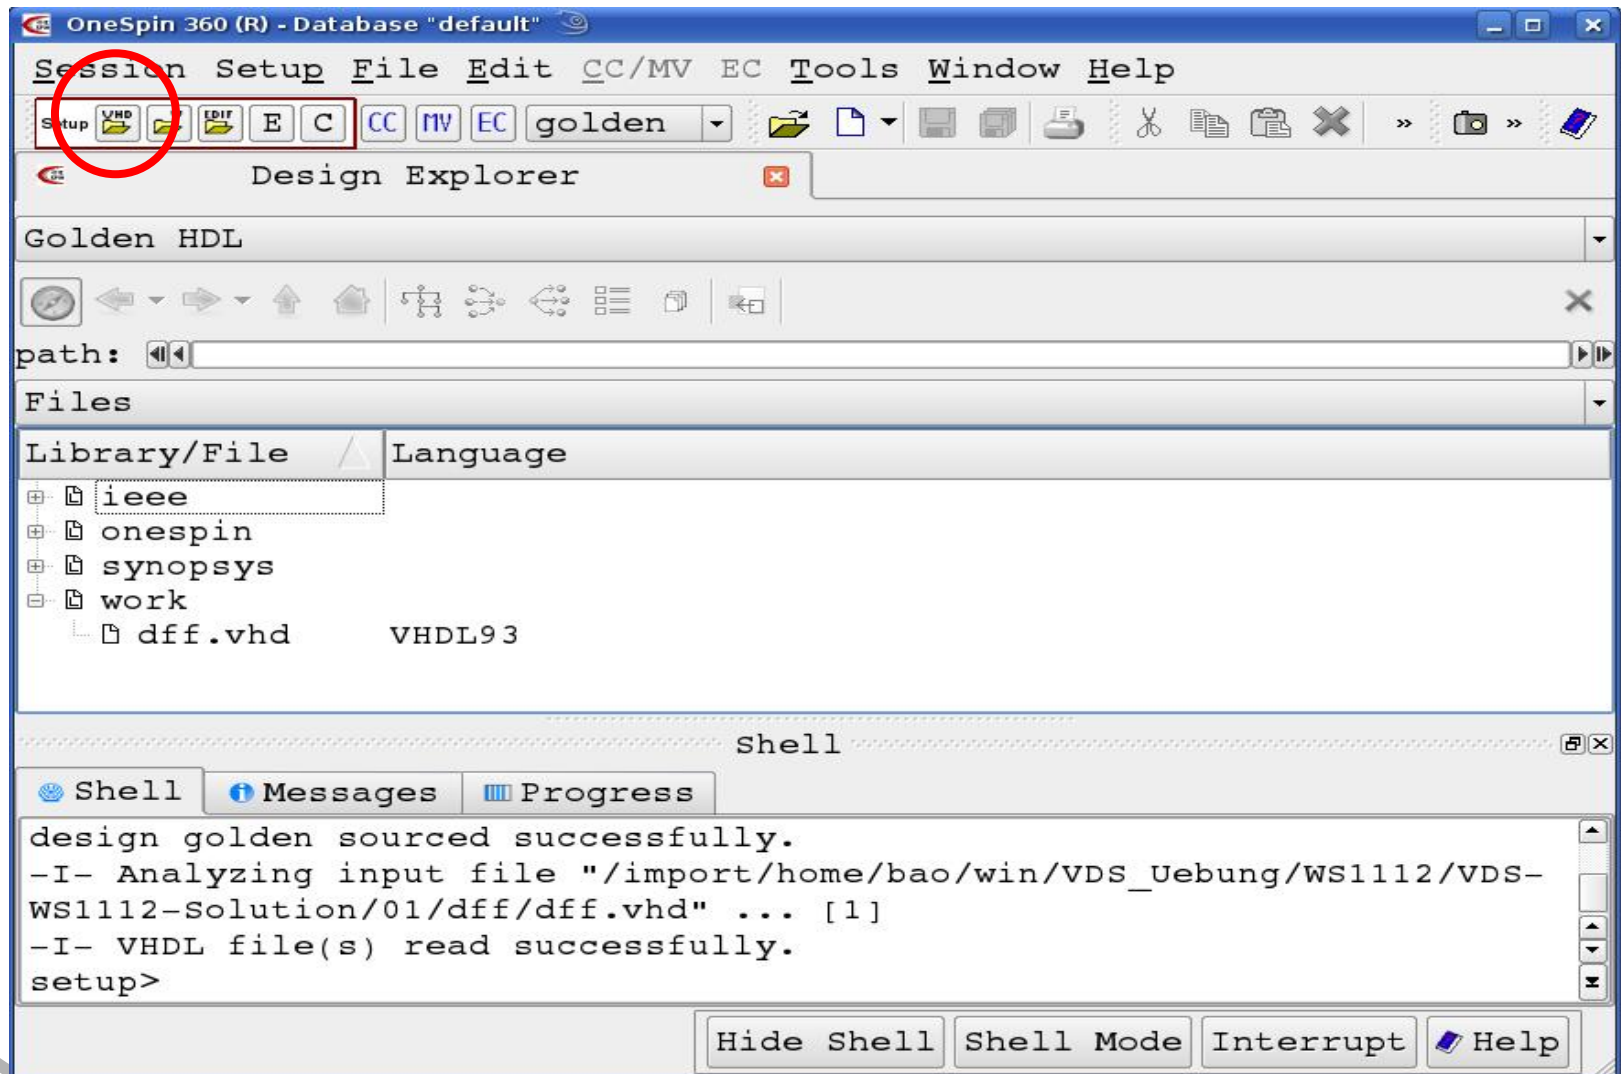 OneSpin 360 (R) - Database "default"
Session Setup File Edit CC/MV EC Tools Window Help
Setup VHD EDIF E C CC MV EC golden » »
Design Explorer
Golden HDL
path:
Files
Library/File Language
ieee
onespin
synopsys
work
dff.vhd VHDL93
Shell
Shell Messages Progress
design golden sourced successfully.
-I- Analyzing input file "/import/home/bao/win/VDS_Uebung/WS1112/VDS-
WS1112-Solution/01/dff/dff.vhd" ... [1]
-I- VHDL file(s) read successfully.
setup>
Hide Shell Shell Mode Interrupt Help